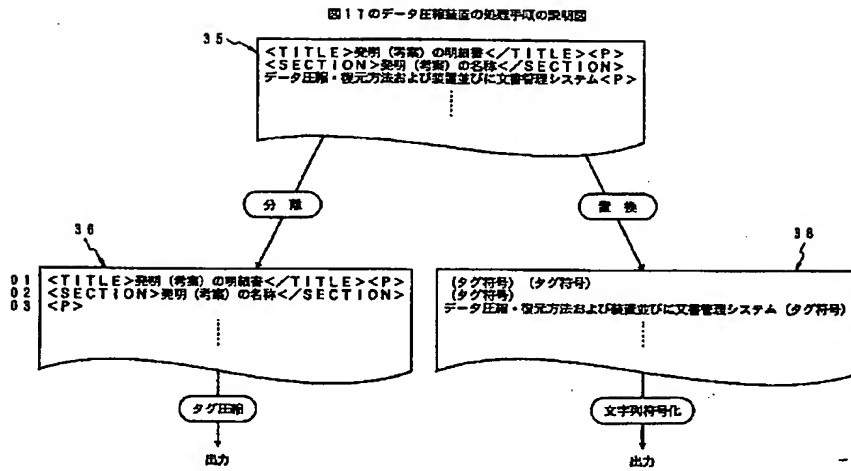 図11のデータ圧縮装置の処理手順の説明図
35
<TITLE>発明(考案)の明細書</TITLE><P>
<SECTION>発明(考案)の名称</SECTION>
データ圧縮・復元方法および装置並びに文書管理システム<P>
分離
置換
36
38
01 <TITLE>発明(考案)の明細書</TITLE><P>
02 <SECTION>発明(考案)の名称</SECTION>
03 <P>
(タグ符号) (タグ符号)
(タグ符号)
データ圧縮・復元方法および装置並びに文書管理システム (タグ符号)
タグ圧縮
文字列符号化
出力
出力